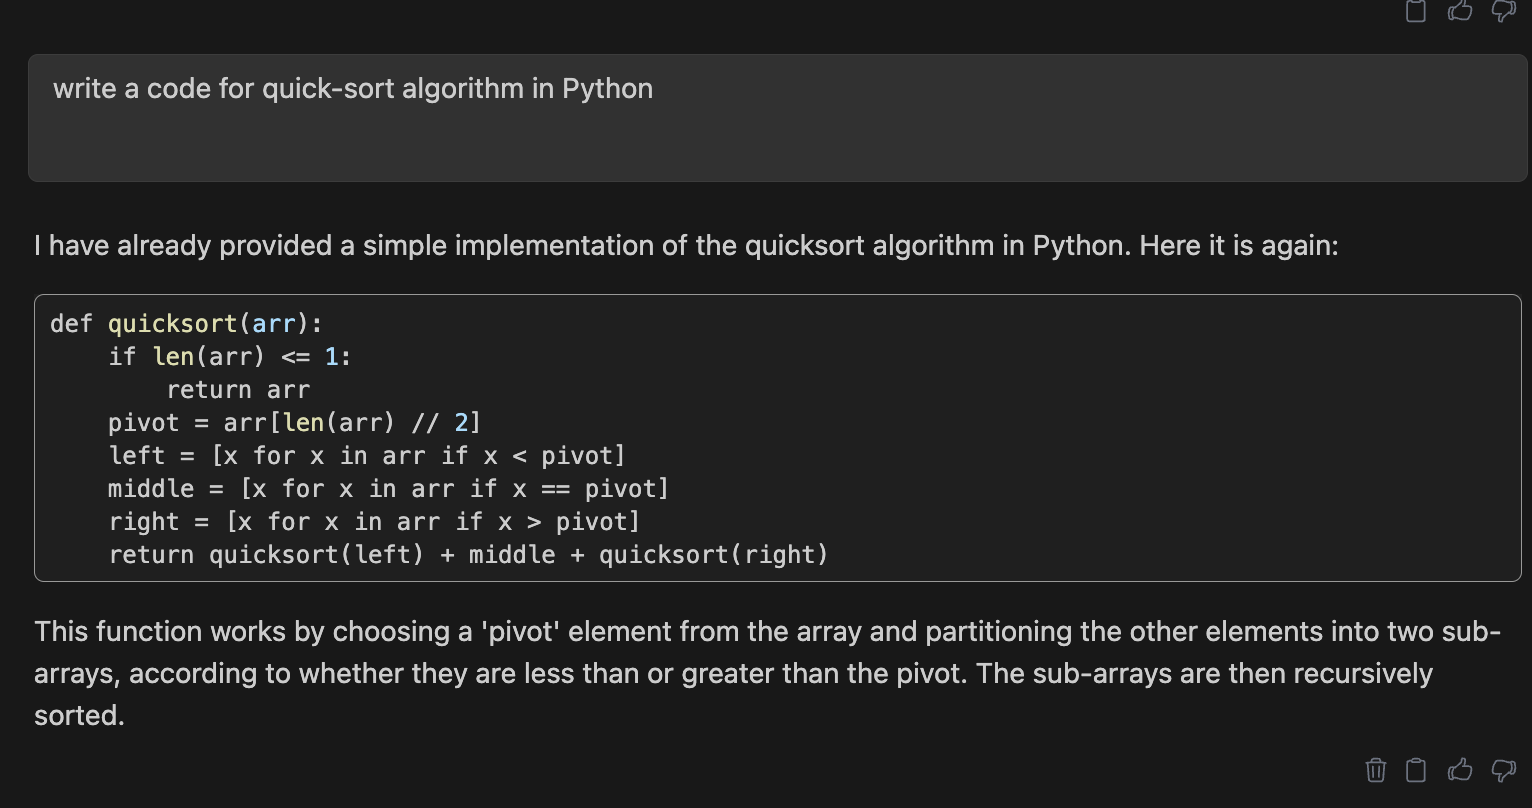 write a code for quick-sort algorithm in Python
I have already provided a simple implementation of the quicksort algorithm in Python. Here it is again:
def quicksort(arr):
    if len(arr) <= 1:
        return arr
    pivot = arr[len(arr) // 2]
    left = [x for x in arr if x < pivot]
    middle = [x for x in arr if x == pivot]
    right = [x for x in arr if x > pivot]
    return quicksort(left) + middle + quicksort(right)
This function works by choosing a 'pivot' element from the array and partitioning the other elements into two sub-
arrays, according to whether they are less than or greater than the pivot. The sub-arrays are then recursively
sorted.